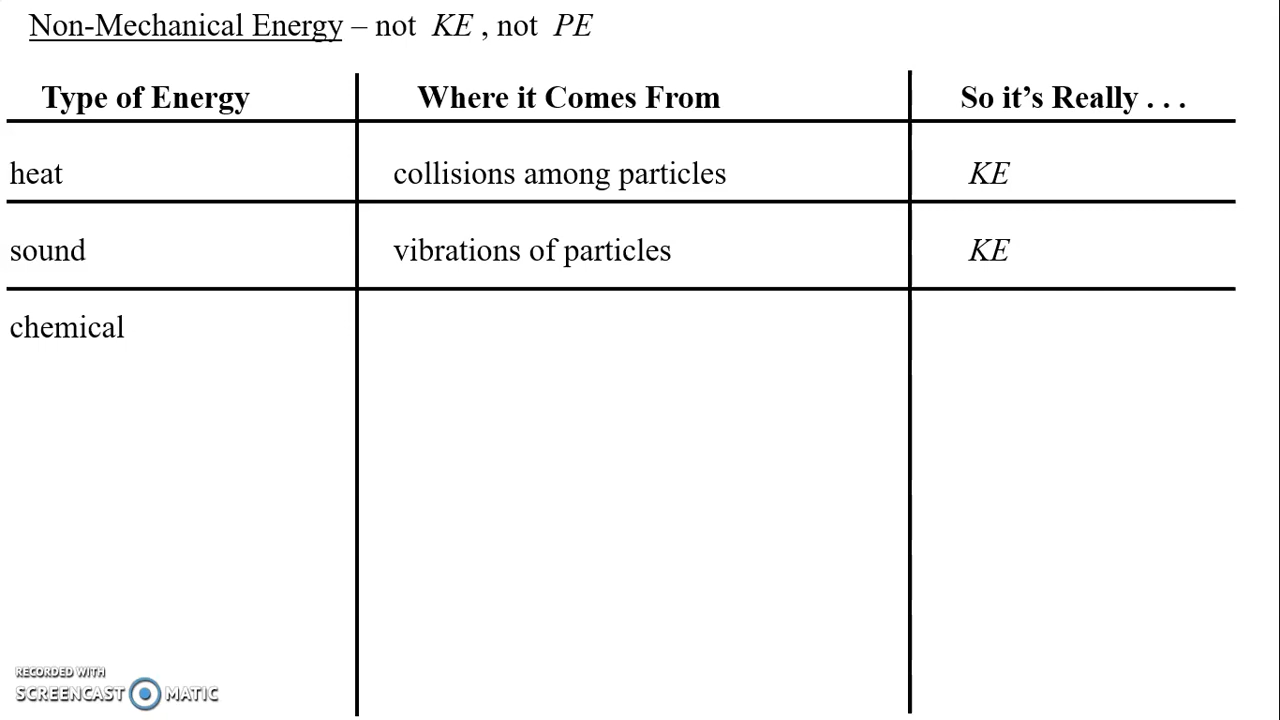 Non-Mechanical Energy – not KE , not PE
Type of Energy Where it Comes From So it’s Really . . .
heat collisions among particles KE
sound vibrations of particles KE
chemical
RECORDED WITH
SCREENCAST MATIC